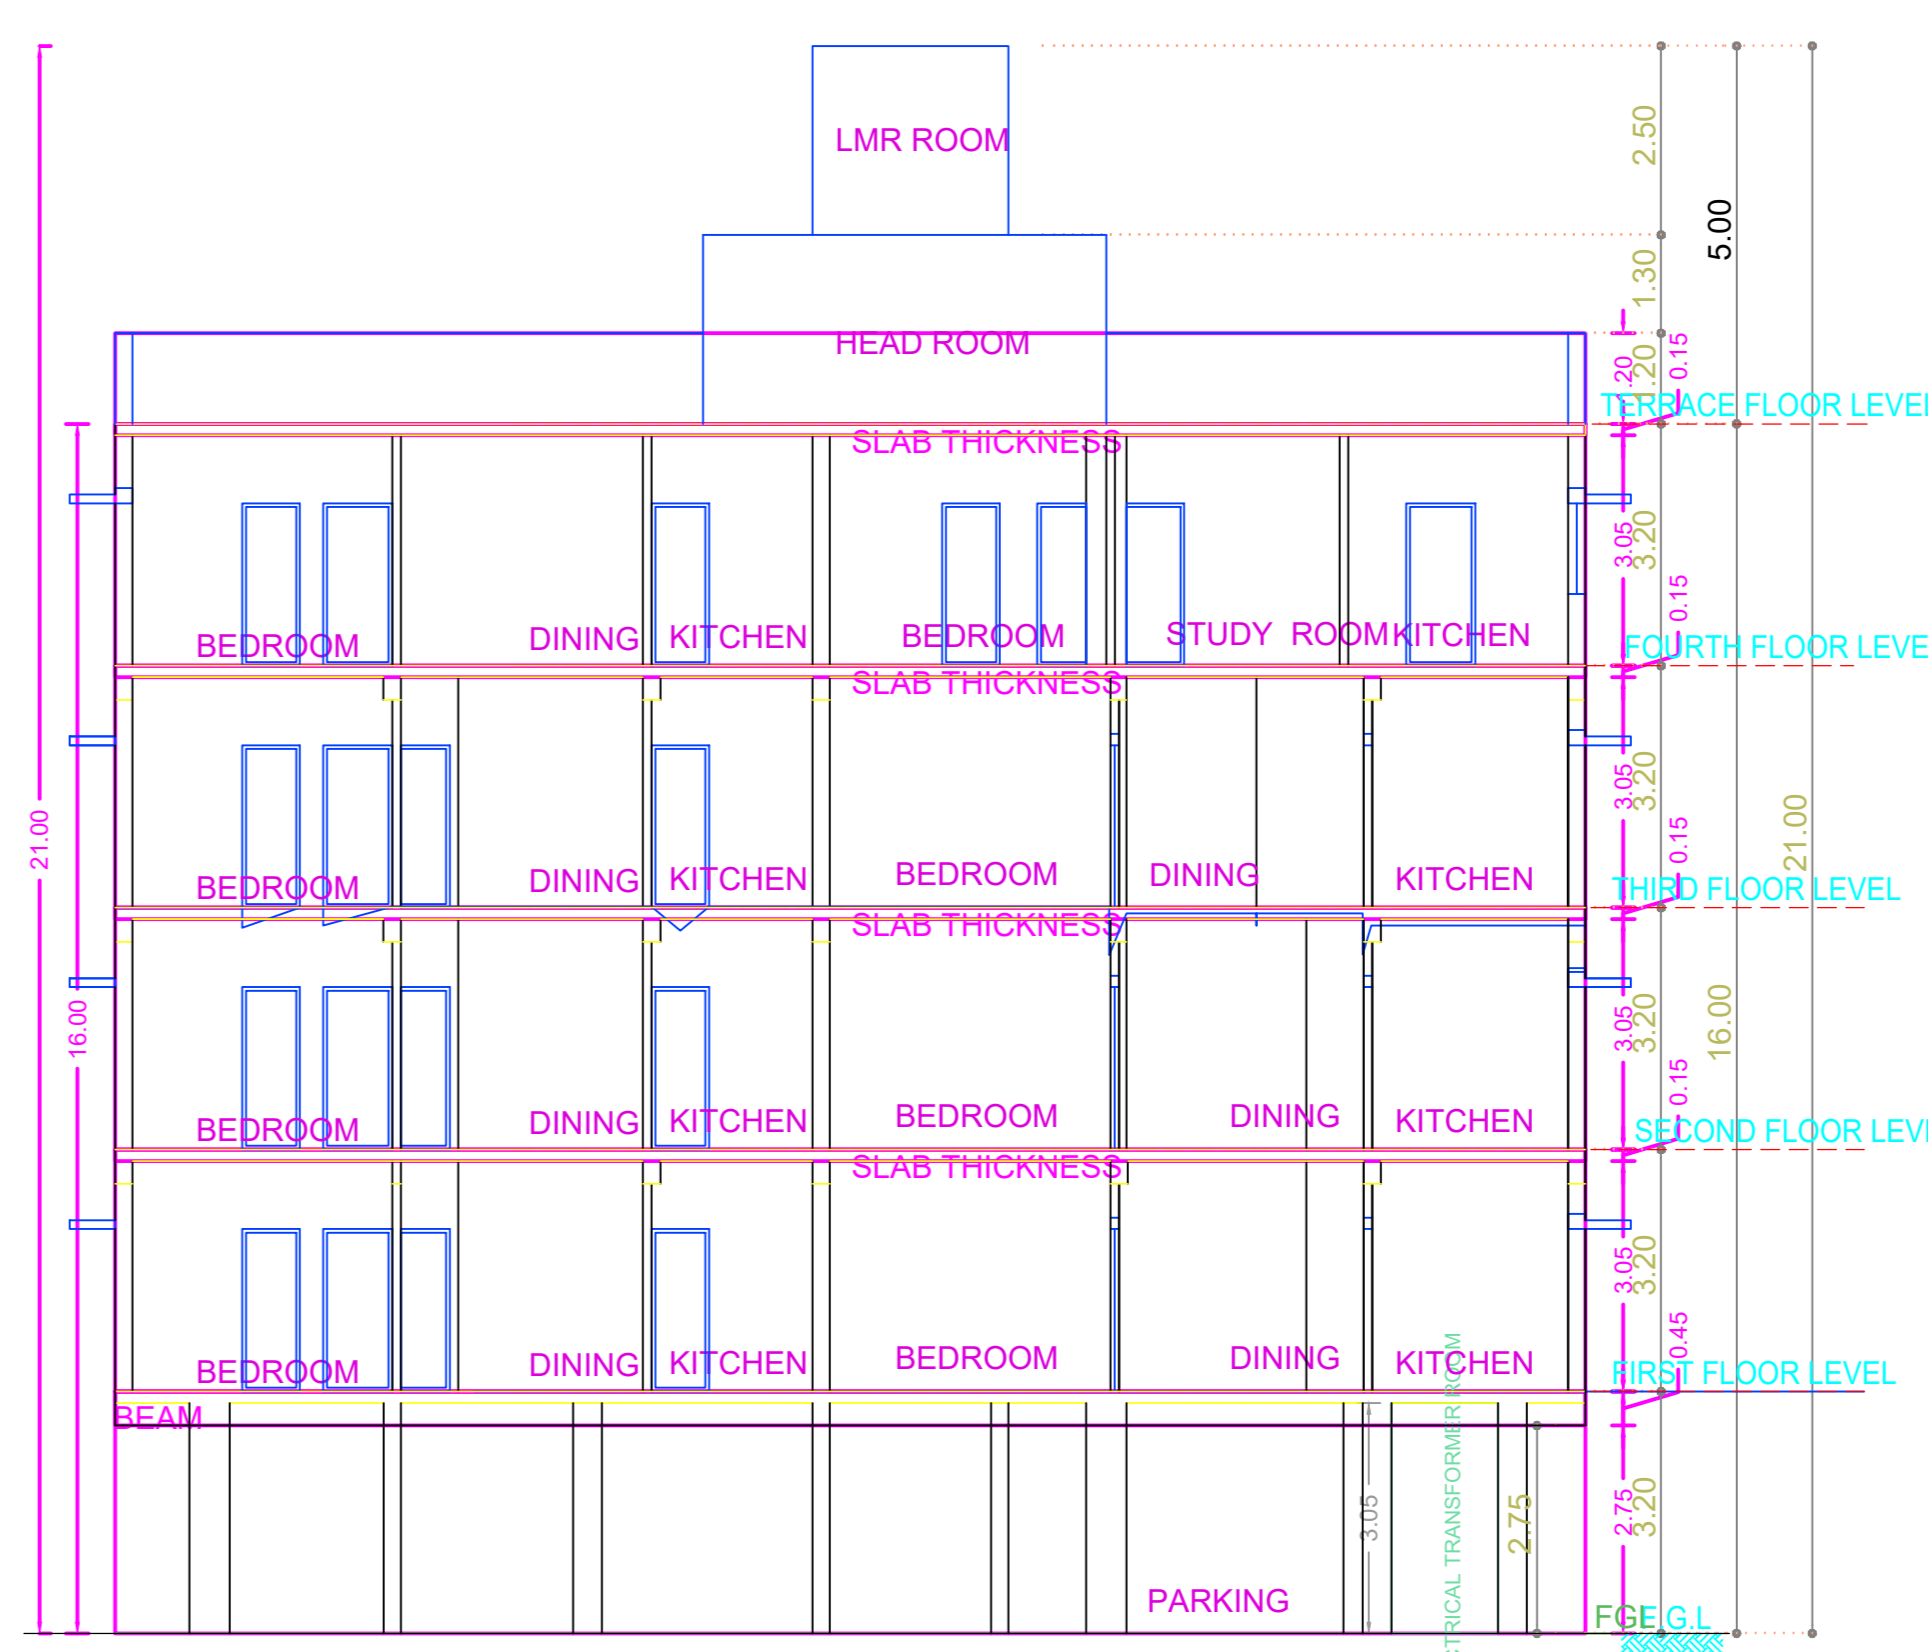 LMR ROOM
2.50
5.00
1.30
HEAD ROOM
1.20
.20
0.15
TERRACE FLOOR LEVEL
SLAB THICKNESS
3.05
3.20
0.15
BEDROOM
DINING
KITCHEN
BEDROOM
STUDY ROOM
KITCHEN
FOURTH FLOOR LEVE
SLAB THICKNESS
3.05
3.20
0.15
21.00
21.00
BEDROOM
DINING
KITCHEN
BEDROOM
DINING
KITCHEN
THIRD FLOOR LEVEL
SLAB THICKNESS
16.00
3.05
3.20
16.00
0.15
BEDROOM
DINING
KITCHEN
BEDROOM
DINING
KITCHEN
SECOND FLOOR LEV
SLAB THICKNESS
3.05
3.20
0.45
BEDROOM
DINING
KITCHEN
BEDROOM
DINING
KITCHEN
FIRST FLOOR LEVEL
BEAM
3.05
CTRICAL TRANSFORMER ROOM
2.75
2.75
3.20
PARKING
FGL
E.G.L